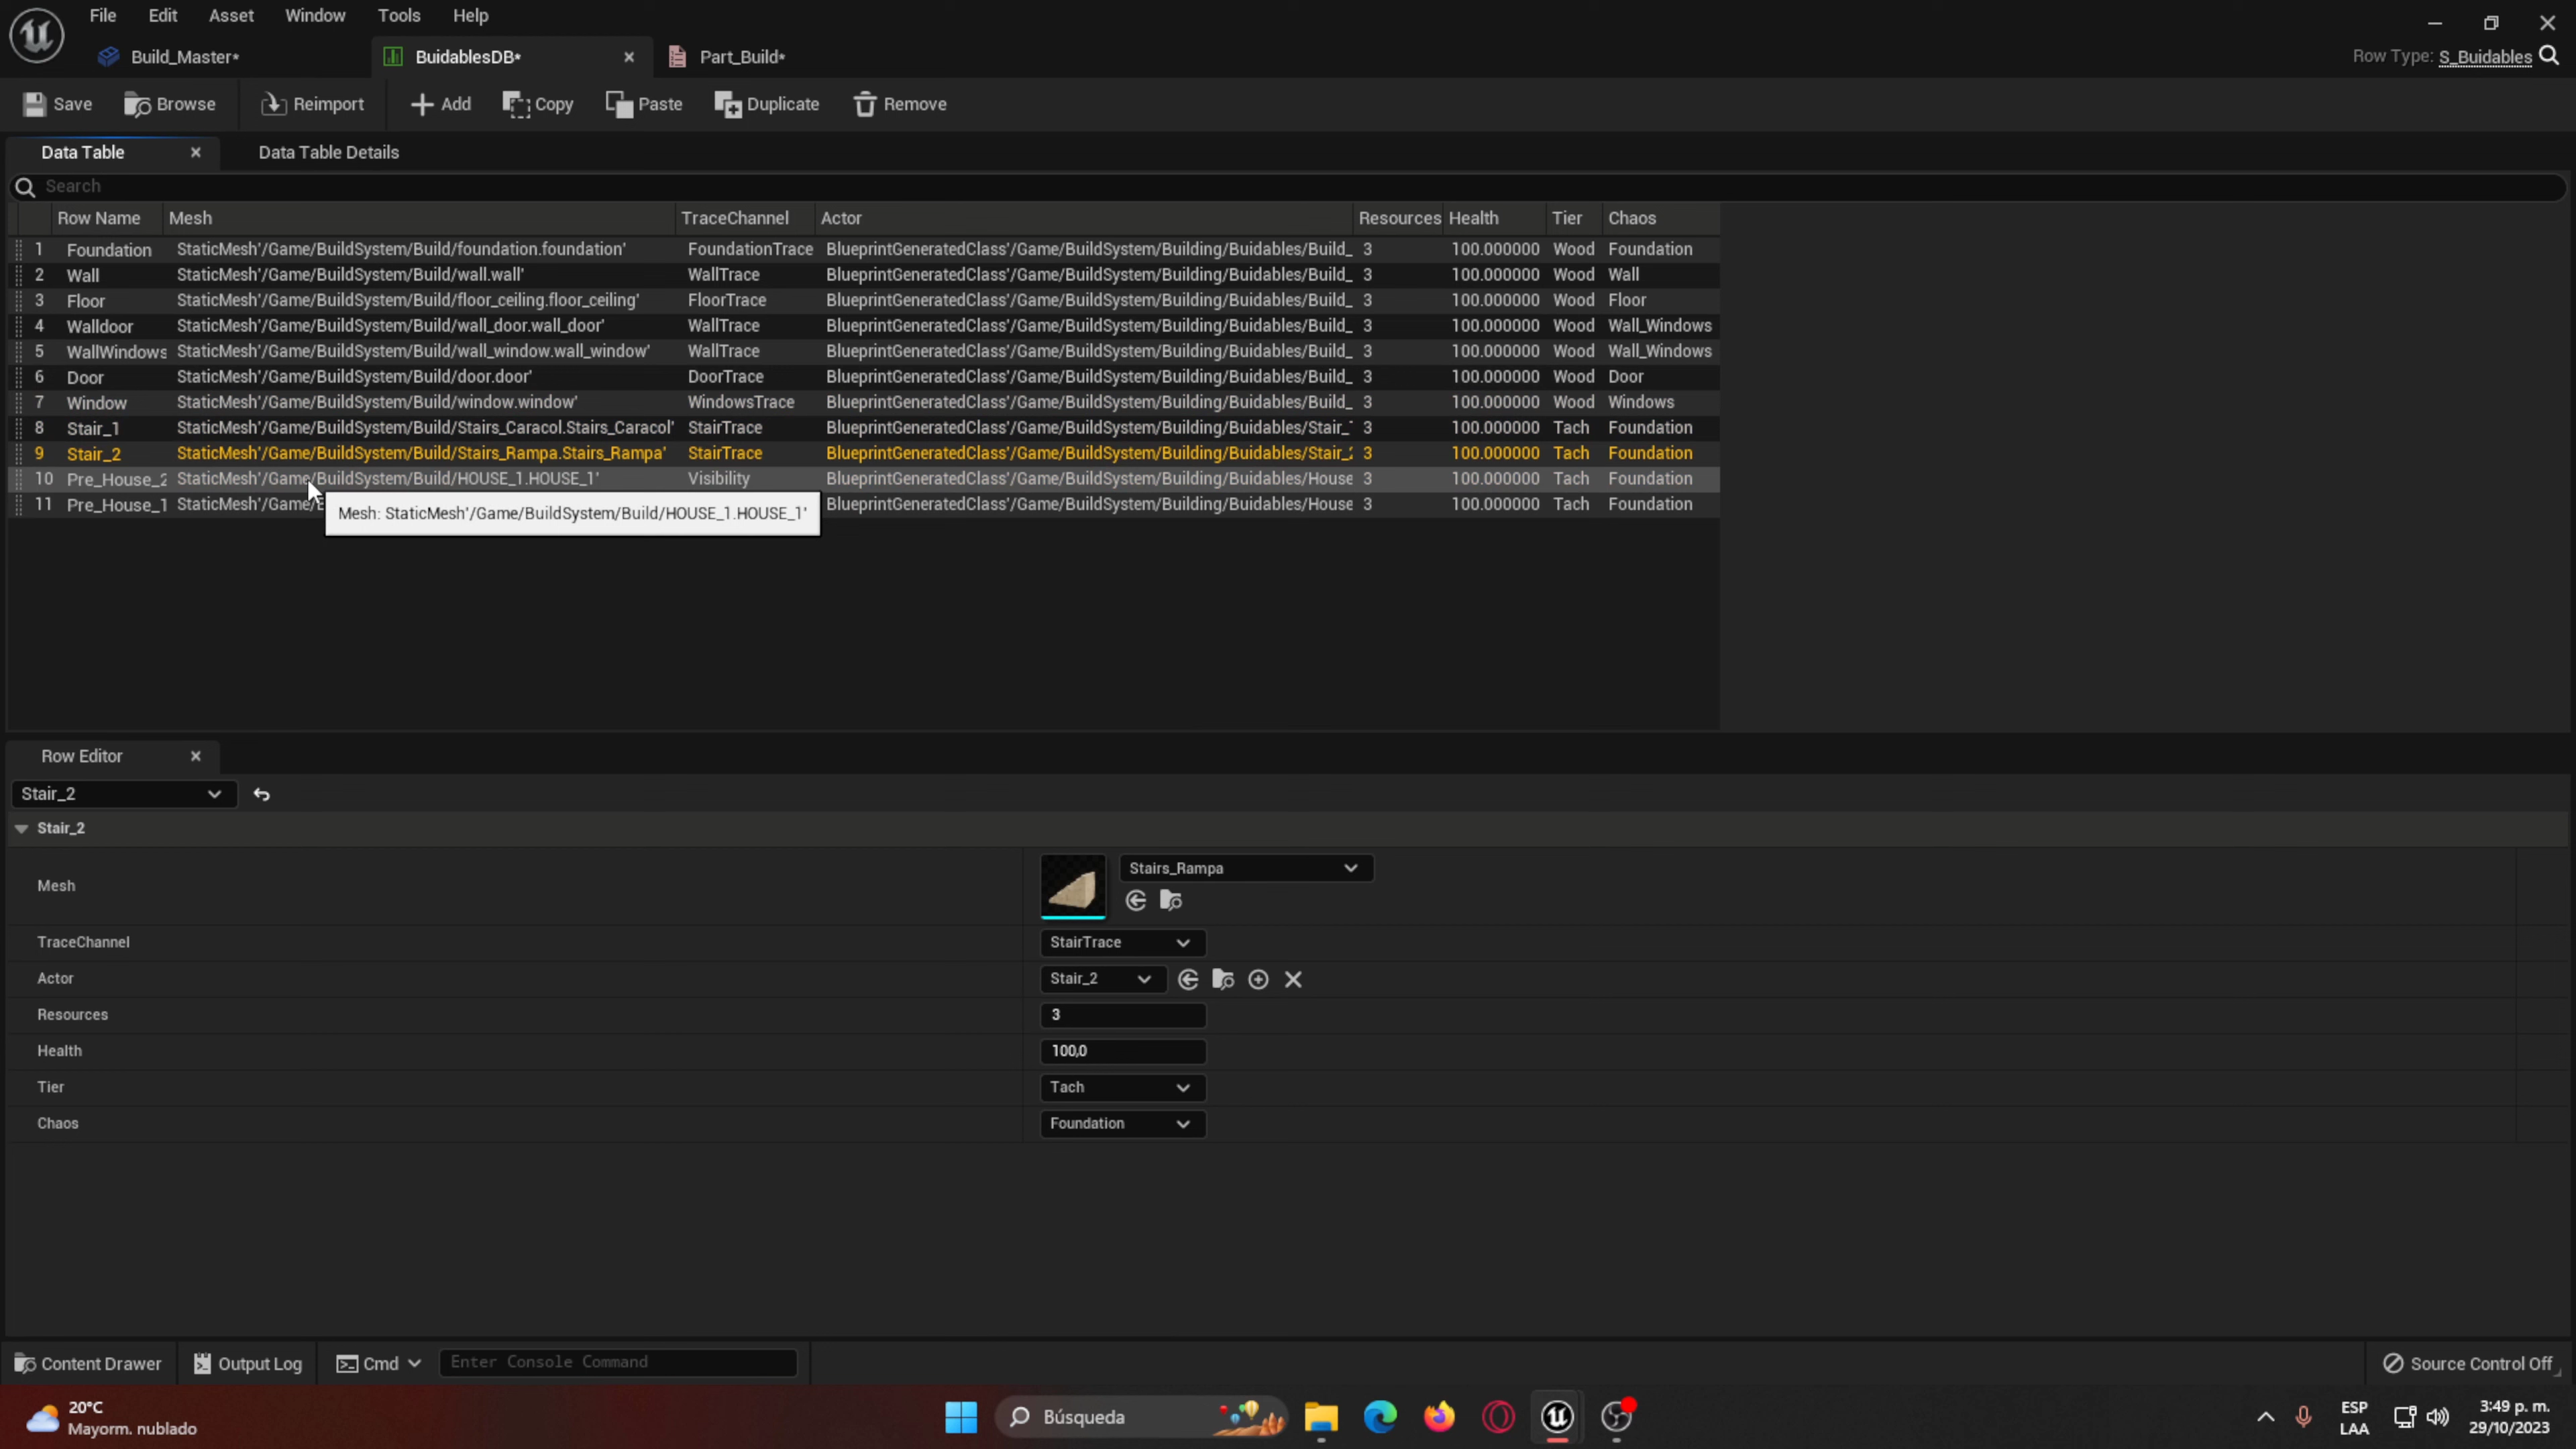 File Edit Asset Window Tools Help
Build_Master* BuidablesDB* Part_Build* Row Type: S_Buidables
Save Browse Reimport Add Copy Paste Duplicate Remove
Data Table Data Table Details
Search
Row Name Mesh TraceChannel Actor Resources Health Tier Chaos
1 Foundation StaticMesh'/Game/BuildSystem/Build/foundation.foundation' FoundationTrace BlueprintGeneratedClass'/Game/BuildSystem/Building/Buidables/Build_ 3 100.000000 Wood Foundation
2 Wall StaticMesh'/Game/BuildSystem/Build/wall.wall' WallTrace BlueprintGeneratedClass'/Game/BuildSystem/Building/Buidables/Build_ 3 100.000000 Wood Wall
3 Floor StaticMesh'/Game/BuildSystem/Build/floor_ceiling.floor_ceiling' FloorTrace BlueprintGeneratedClass'/Game/BuildSystem/Building/Buidables/Build_ 3 100.000000 Wood Floor
4 Walldoor StaticMesh'/Game/BuildSystem/Build/wall_door.wall_door' WallTrace BlueprintGeneratedClass'/Game/BuildSystem/Building/Buidables/Build_ 3 100.000000 Wood Wall_Windows
5 WallWindows StaticMesh'/Game/BuildSystem/Build/wall_window.wall_window' WallTrace BlueprintGeneratedClass'/Game/BuildSystem/Building/Buidables/Build_ 3 100.000000 Wood Wall_Windows
6 Door StaticMesh'/Game/BuildSystem/Build/door.door' DoorTrace BlueprintGeneratedClass'/Game/BuildSystem/Building/Buidables/Build_ 3 100.000000 Wood Door
7 Window StaticMesh'/Game/BuildSystem/Build/window.window' WindowsTrace BlueprintGeneratedClass'/Game/BuildSystem/Building/Buidables/Build_ 3 100.000000 Wood Windows
8 Stair_1 StaticMesh'/Game/BuildSystem/Build/Stairs_Caracol.Stairs_Caracol' StairTrace BlueprintGeneratedClass'/Game/BuildSystem/Building/Buidables/Stair_ 3 100.000000 Tach Foundation
9 Stair_2 StaticMesh'/Game/BuildSystem/Build/Stairs_Rampa.Stairs_Rampa' StairTrace BlueprintGeneratedClass'/Game/BuildSystem/Building/Buidables/Stair_2 3 100.000000 Tach Foundation
10 Pre_House_2 StaticMesh'/Game/BuildSystem/Build/HOUSE_1.HOUSE_1' Visibility BlueprintGeneratedClass'/Game/BuildSystem/Building/Buidables/House 3 100.000000 Tach Foundation
11 Pre_House_1 StaticMesh'/Game/ BlueprintGeneratedClass'/Game/BuildSystem/Building/Buidables/House 3 100.000000 Tach Foundation
Mesh: StaticMesh'/Game/BuildSystem/Build/HOUSE_1.HOUSE_1'
Row Editor
Stair_2
Stair_2
Mesh Stairs_Rampa
TraceChannel StairTrace
Actor Stair_2
Resources 3
Health 100,0
Tier Tach
Chaos Foundation
Content Drawer Output Log Cmd Enter Console Command Source Control Off
20°C
Mayorm. nublado
Búsqueda
ESP
LAA
3:49 p. m.
29/10/2023